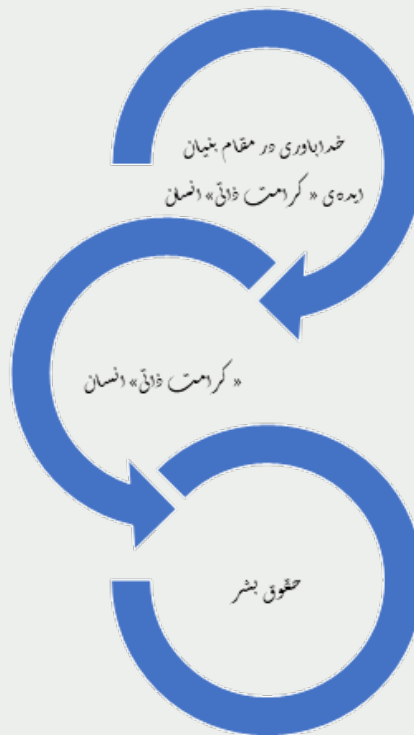 خداباوری در مقام بنیان
ایده‌ی « کرامت ذاتی» انسان
« کرامت ذاتی» انسان
حقوق بشر